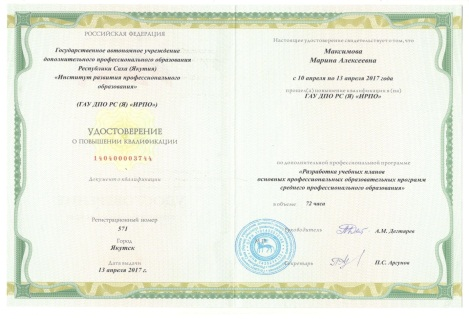 РОССИЙСКАЯ ФЕДЕРАЦИЯ
Государственное автономное учреждение
дополнительного профессионального образования
Республики Саха (Якутия)
«Институт развития профессионального
образования»
(ГАУ ДПО РС (Я) «ИРПО»)
УДОСТОВЕРЕНИЕ
О ПОВЫШЕНИИ КВАЛИФИКАЦИИ
Документ о квалификации
Регистрационный номер
571
Город
Якутск
Дата выдачи
13 апреля 2017 г.
Настоящее удостоверение свидетельствует о том, что
Максимова
Марина Алексеевна
с 10 апреля по 13 апреля 2017 года
прошел(а) повышение квалификации в (на)
ГАУ ДПО РС (Я) «ИРПО»
по дополнительной профессиональной программе
«Разработка учебных планов
основных профессиональных образовательных программ
среднего профессионального образования»
в объеме 72 часа
Руководитель А.М.
Секретарь П.С. Аргунов